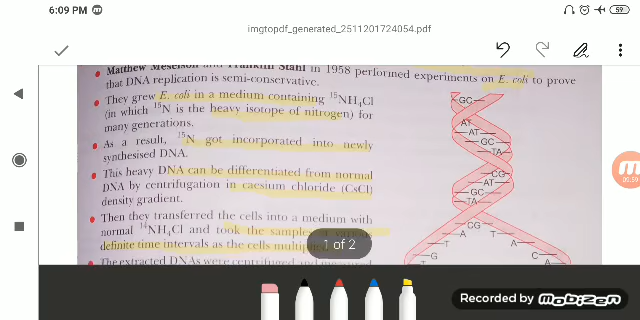 6:09 PM
59
imgtopdf_generated_2511201724054.pdf
Matthew Meselson and Franklin Stahl in 1958 performed experiments on E. coli to prove
that DNA replication is semi-conservative.
They grew E. coli in a medium containing ¹⁵NH₄Cl
(in which ¹⁵N is the heavy isotope of nitrogen) for
many generations.
As a result, ¹⁵N got incorporated into newly
synthesised DNA.
Thus heavy DNA can be differentiated from normal
DNA by centrifugation in caesium chloride (CsCl)
density gradient.
Then they transferred the cells into a medium with
normal ¹⁴NH₄Cl and took the samples at various
definite time intervals as the cells
The extracted DNAs were centrifuged and measured
GC
AT
AT
GC
TA
CG
AT
GC
TA
CG
A T
T A
G C
T G A
1 of 2
05:59
Recorded by mobizen